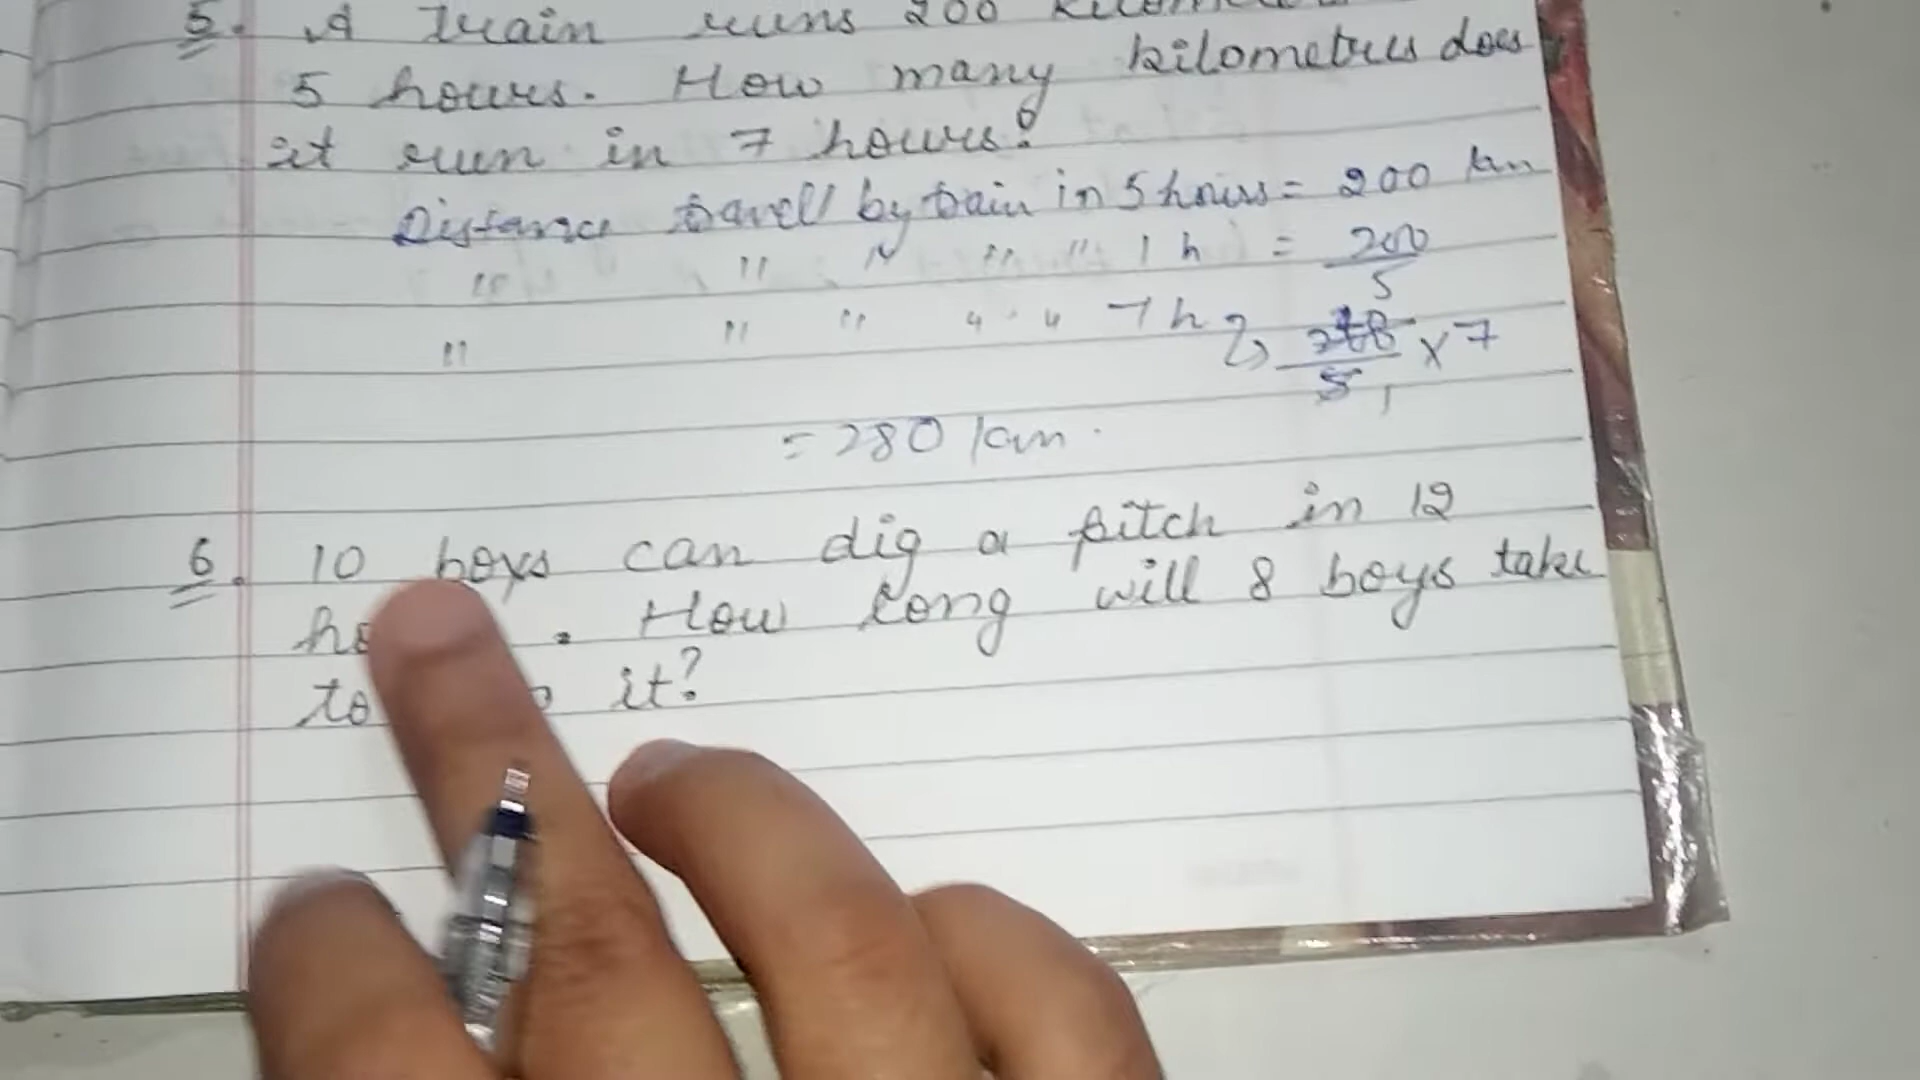 5. A train runs 200
5 hours. How many kilometres does
it run in 7 hours?
Distance travell by train in 5 hours = 200 km
" " " " " 1 h = 200/5
" " " " " 7 h = 200/5 x 7
= 280 km.
6. 10 boys can dig a pitch in 12
. How long will 8 boys take
to it?